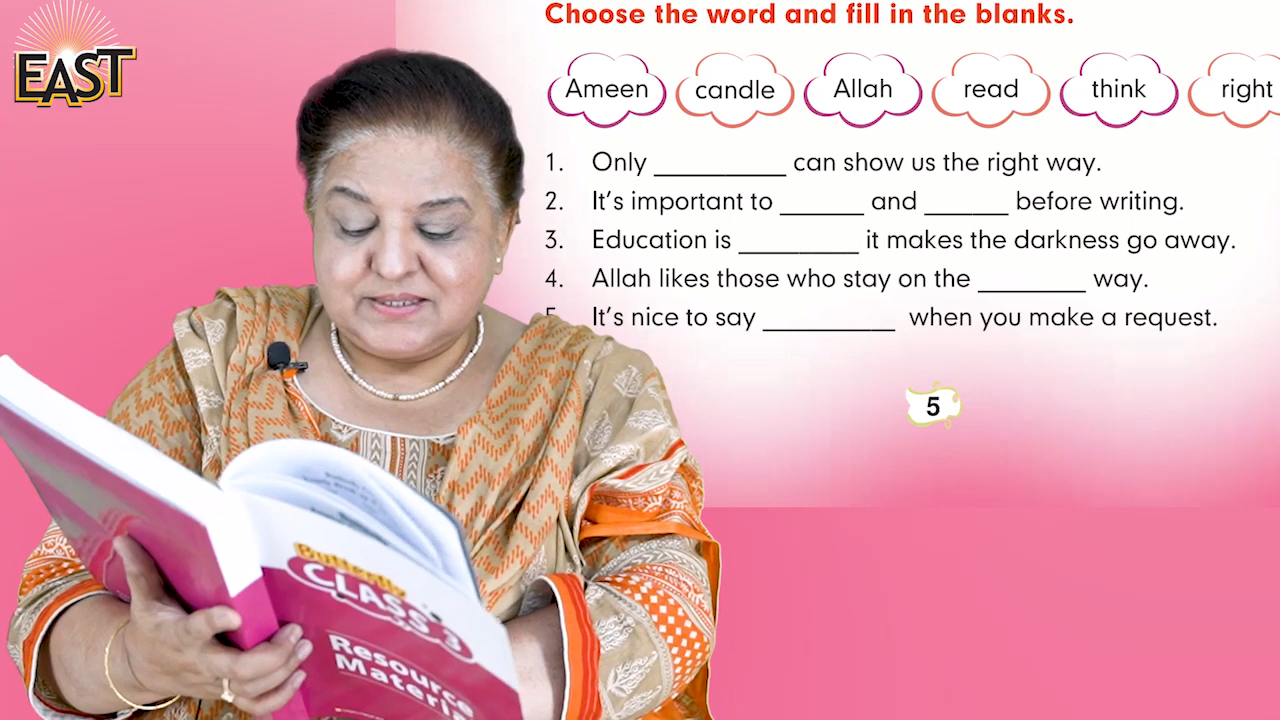 EAST
Choose the word and fill in the blanks.
Ameen candle Allah read think right
1. Only __________ can show us the right way.
2. It's important to ______ and ______ before writing.
3. Education is _________ it makes the darkness go away.
4. Allah likes those who stay on the ________ way.
5. It's nice to say __________ when you make a request.
5
Butterfly
CLASS 3
Resource
Material